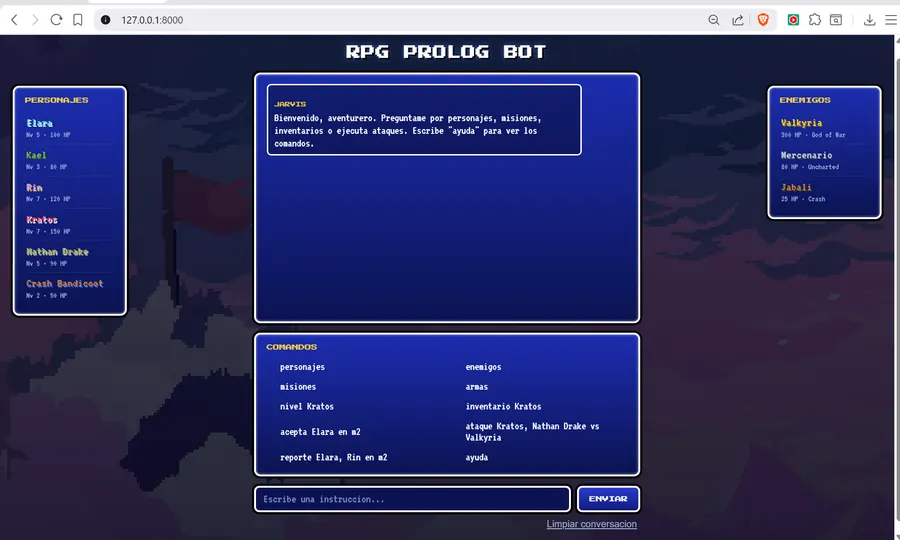 127.0.0.1:8000
RPG PROLOG BOT
PERSONAJES
Elara
Nv 5 · 100 HP
Kael
Nv 3 · 80 HP
Rin
Nv 7 · 120 HP
Kratos
Nv 7 · 150 HP
Nathan Drake
Nv 5 · 90 HP
Crash Bandicoot
Nv 2 · 50 HP
JARVIS
Bienvenido, aventurero. Preguntame por personajes, misiones,
inventarios o ejecuta ataques. Escribe "ayuda" para ver los
comandos.
ENEMIGOS
Valkyria
300 HP · God of War
Mercenario
80 HP · Uncharted
Jabali
25 HP · Crash
COMANDOS
personajes
enemigos
misiones
armas
nivel Kratos
inventario Kratos
acepta Elara en m2
ataque Kratos, Nathan Drake vs
Valkyria
reporte Elara, Rin en m2
ayuda
Escribe una instruccion...
ENVIAR
Limpiar conversacion